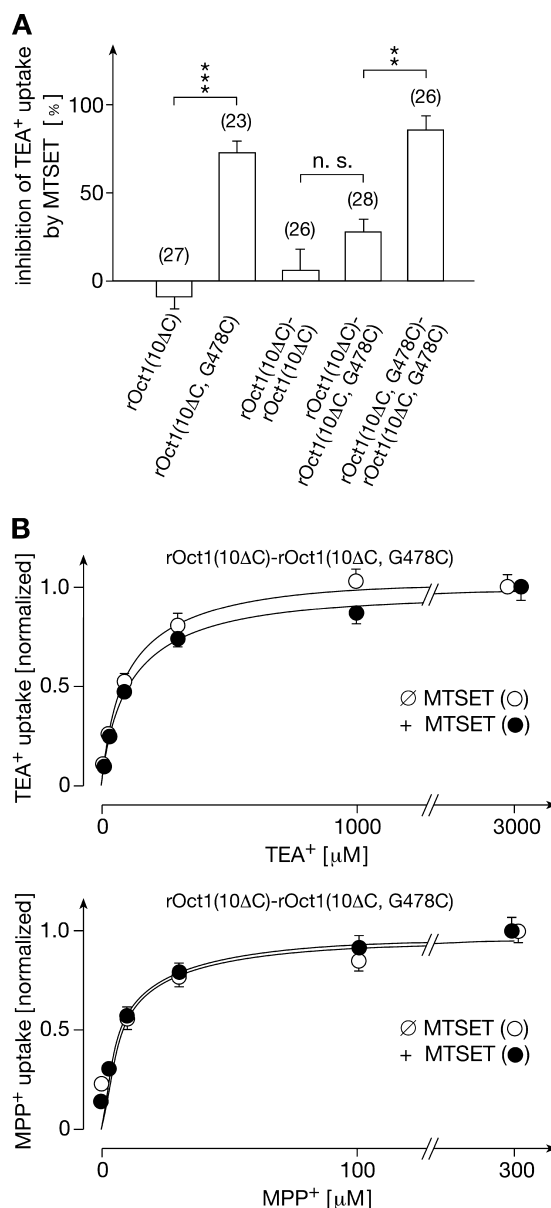 A
inhibition of TEA⁺ uptake
by MTSET [%]
100
50
0
***
**
n. s.
(27)
(23)
(26)
(28)
(26)
rOct1(10ΔC)
rOct1(10ΔC, G478C)
rOct1(10ΔC)-
rOct1(10ΔC)
rOct1(10ΔC)-
rOct1(10ΔC, G478C)
rOct1(10ΔC, G478C)-
rOct1(10ΔC, G478C)
B
rOct1(10ΔC)-rOct1(10ΔC, G478C)
TEA⁺ uptake [normalized]
1.0
0.5
0
∅ MTSET (○)
+ MTSET (●)
0
1000
3000
TEA⁺ [μM]
rOct1(10ΔC)-rOct1(10ΔC, G478C)
MPP⁺ uptake [normalized]
1.0
0.5
0
∅ MTSET (○)
+ MTSET (●)
0
100
300
MPP⁺ [μM]